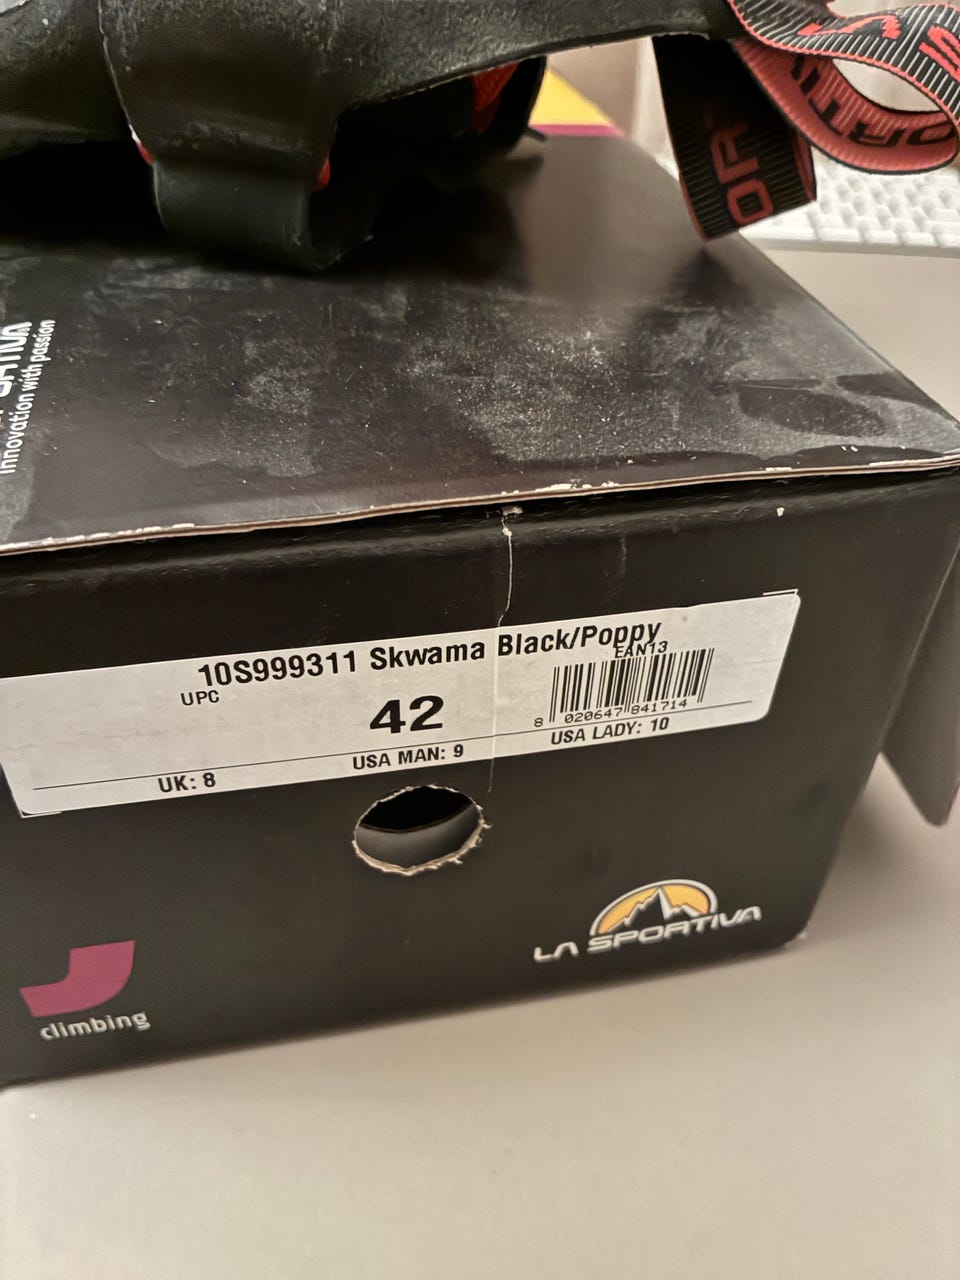 innovation with passion
10S999311 Skwama Black/Poppy
UPC
EAN13
42
8 020647 841714
UK: 8
USA MAN: 9
USA LADY: 10
LA SPORTIVA
climbing